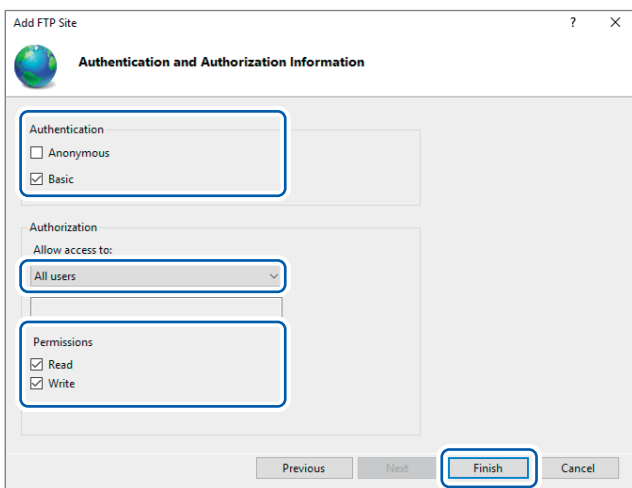 Add FTP Site ?
Authentication and Authorization Information
Authentication
Anonymous
Basic
Authorization
Allow access to:
All users
Permissions
Read
Write
Previous Next Finish Cancel